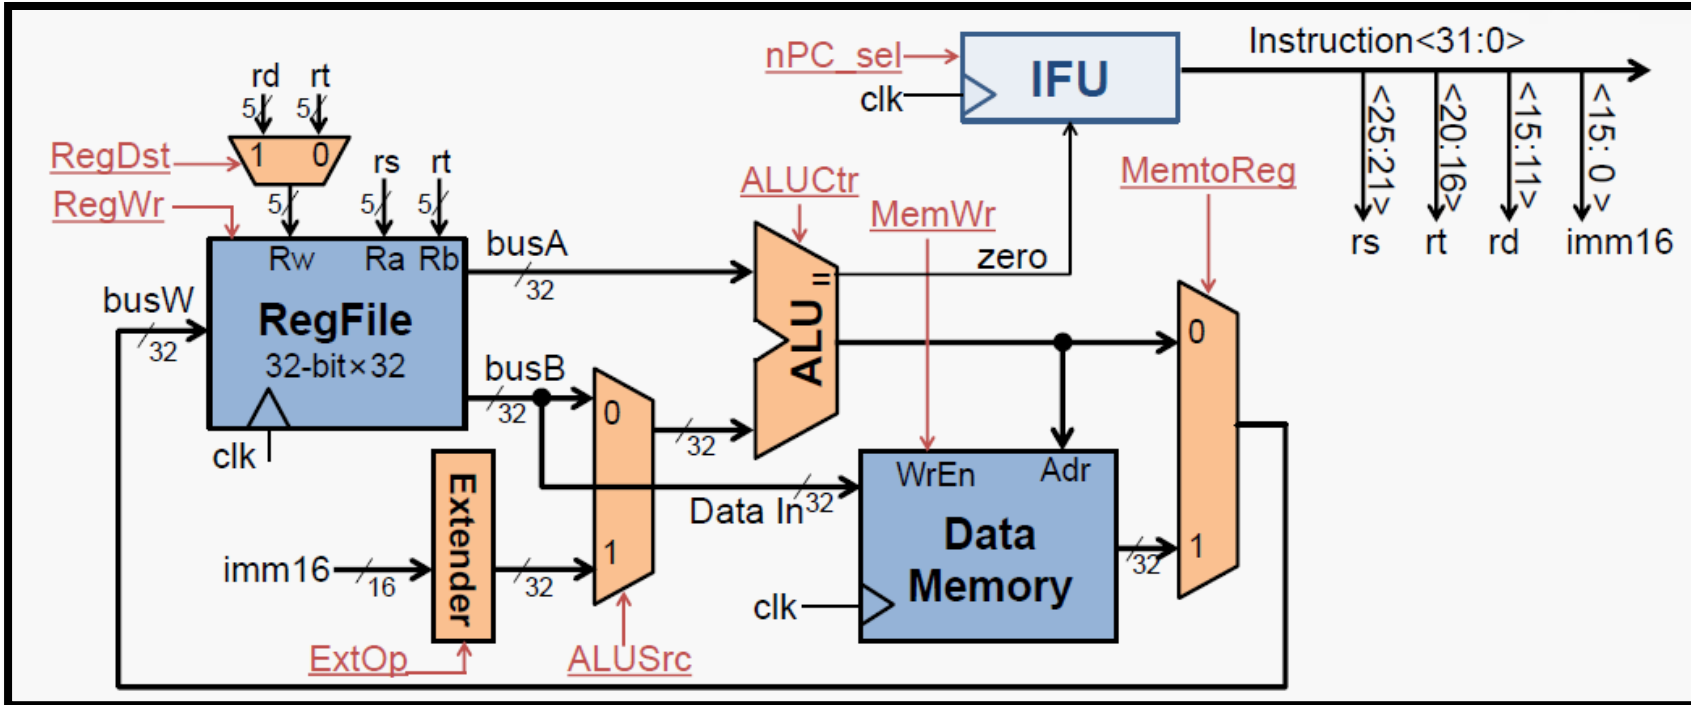 Instruction<31:0>
nPC_sel
IFU
clk
rd
rt
5
5
<25:21>
<20:16>
<15:11>
<15: 0 >
RegDst
1
0
rs
rt
ALUCtr
MemtoReg
RegWr
5
5
5
MemWr
rs
rt
rd
imm16
Rw
Ra
Rb
busA
32
zero
=
busW
32
RegFile
32-bit×32
ALU
0
busB
32
0
32
clk
Extender
WrEn
Adr
Data In
32
Data
Memory
1
32
imm16
16
32
1
clk
ExtOp
ALUSrc